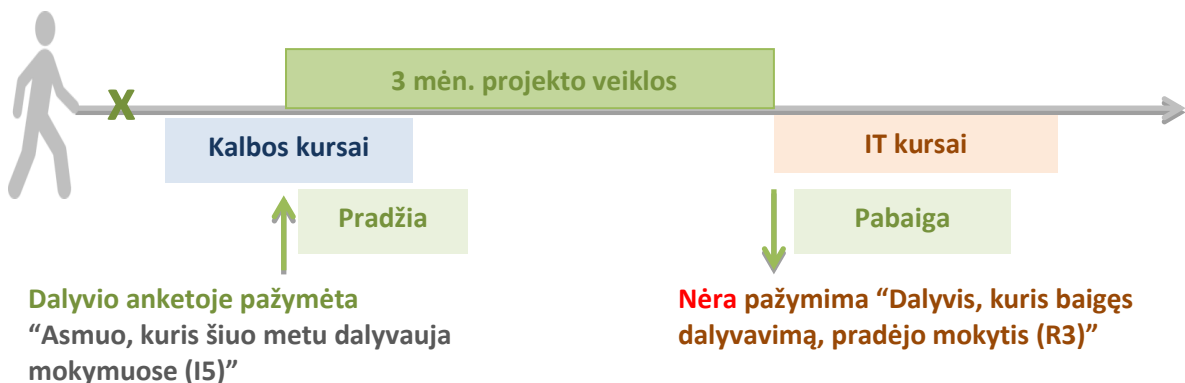 3 mėn. projekto veiklos
X
Kalbos kursai
IT kursai
Pradžia
Pabaiga
Dalyvio anketoje pažymėta
“Asmuo, kuris šiuo metu dalyvauja
mokymuose (I5)”
Nėra pažymima “Dalyvis, kuris baigęs
dalyvavimą, pradėjo mokytis (R3)”